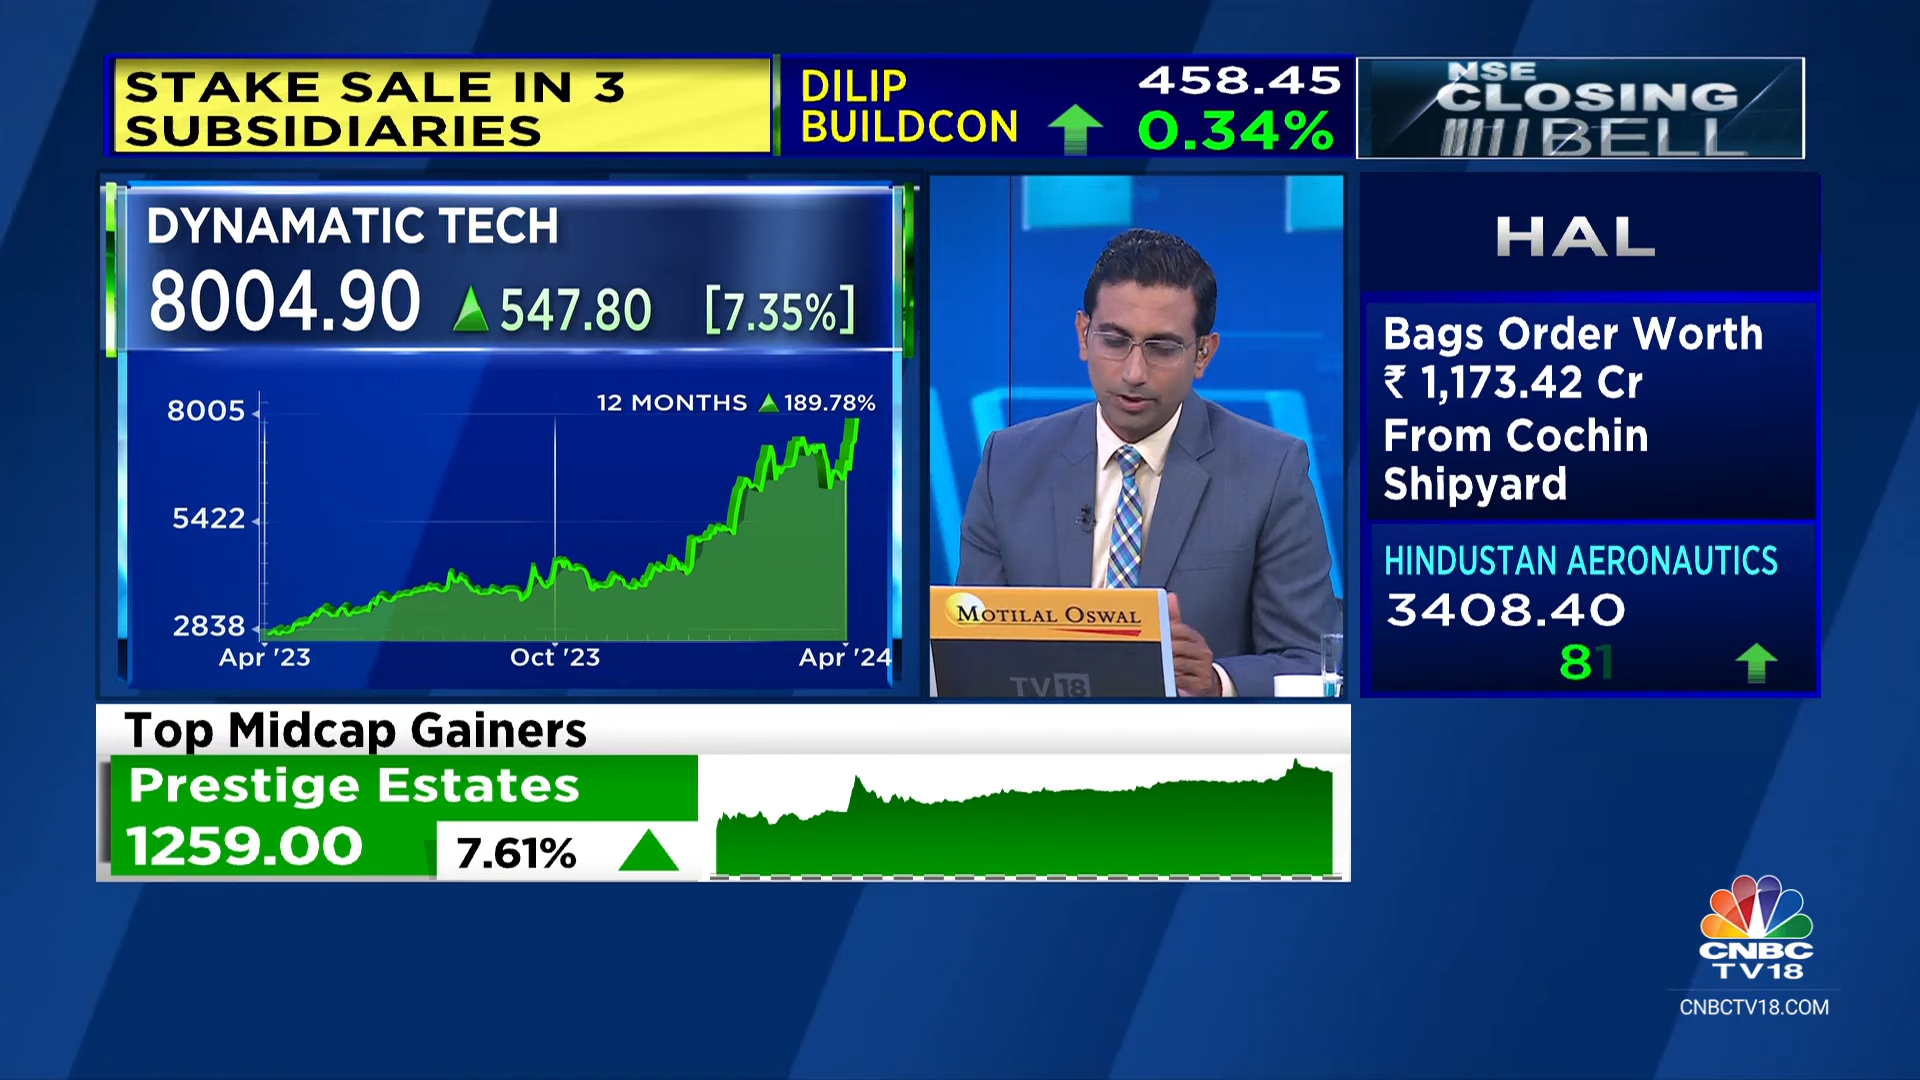 STAKE SALE IN 3
SUBSIDIARIES
DILIP
BUILDCON
458.45
0.34%
NSE
CLOSING
BELL
DYNAMATIC TECH
8004.90 547.80 [7.35%]
12 MONTHS 189.78%
8005
5422
2838
Apr '23 Oct '23 Apr '24
MOTILAL OSWAL
TV18
HAL
Bags Order Worth
₹ 1,173.42 Cr
From Cochin
Shipyard
HINDUSTAN AERONAUTICS
3408.40
81
Top Midcap Gainers
Prestige Estates
1259.00
7.61%
CNBC
TV18
CNBCTV18.COM